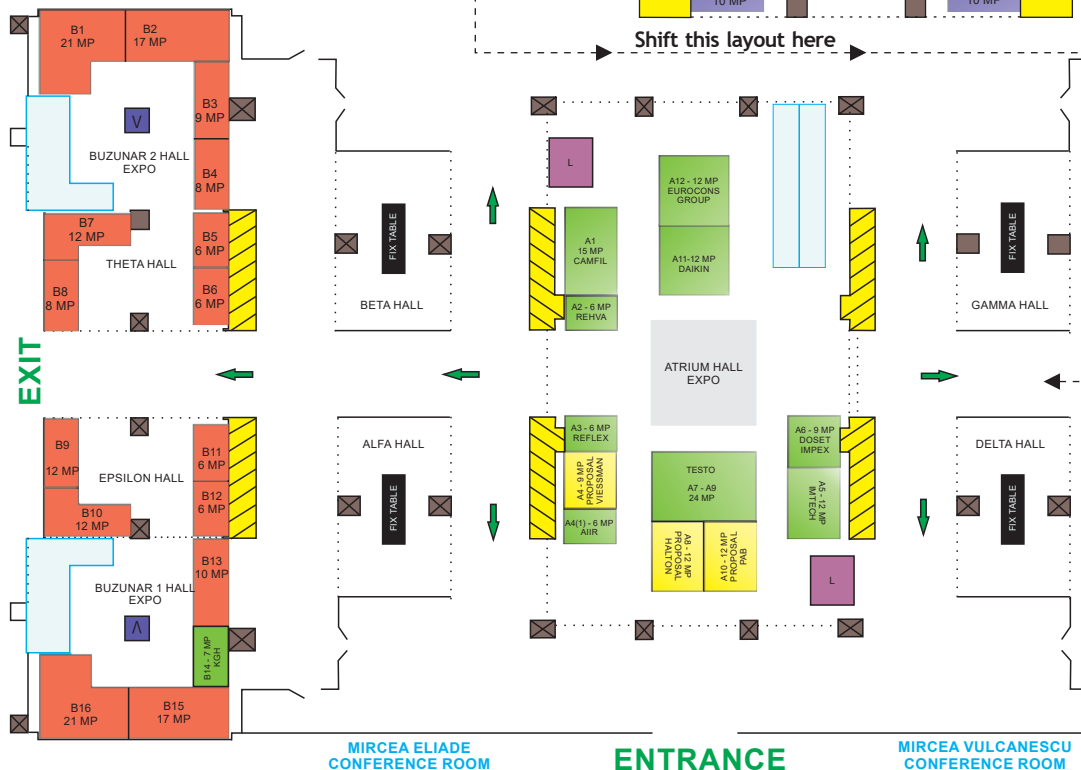 10 MP
10 MP
Shift this layout here
B1
21 MP
B2
17 MP
B3
9 MP
V
BUZUNAR 2 HALL
EXPO
B4
8 MP
B7
12 MP
B5
6 MP
THETA HALL
B8
8 MP
B6
6 MP
L
A12 - 12 MP
EUROCONS
GROUP
A1
15 MP
CAMFIL
A11-12 MP
DAIKIN
A2 - 6 MP
REHVA
FIX TABLE
BETA HALL
FIX TABLE
GAMMA HALL
EXIT
ATRIUM HALL
EXPO
B9
12 MP
B11
6 MP
EPSILON HALL
B12
6 MP
B10
12 MP
ALFA HALL
FIX TABLE
A3 - 6 MP
REFLEX
A4 - 9 MP
PROPOSAL
VIESSMAN
A4(1) - 6 MP
AIIR
TESTO
A7 - A9
24 MP
A8 - 12 MP
PROPOSAL
HALTON
A10 - 12 MP
PROPOSAL
PAB
A6 - 9 MP
DOSET
IMPEX
A5 - 12 MP
IMTECH
L
DELTA HALL
FIX TABLE
B13
10 MP
BUZUNAR 1 HALL
EXPO
V
B14 - 7 MP
KGH
B16
21 MP
B15
17 MP
MIRCEA ELIADE
CONFERENCE ROOM
ENTRANCE
MIRCEA VULCANESCU
CONFERENCE ROOM